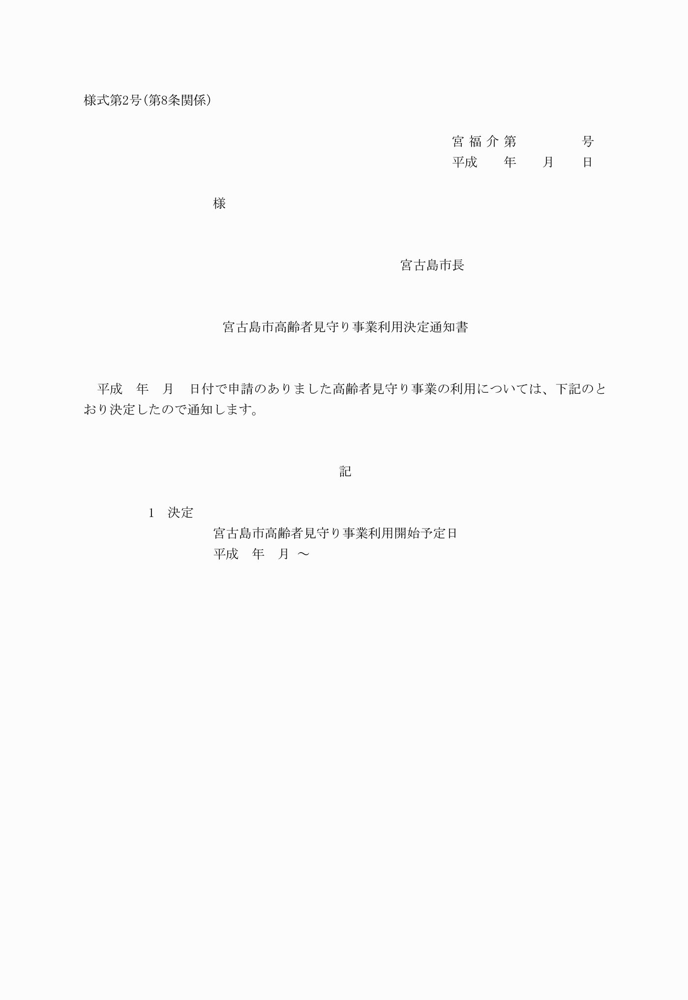 様式第2号(第8条関係)
宮 福 介 第　　　　　号
平成　　年　　月　　日
様
宮古島市長
宮古島市高齢者見守り事業利用決定通知書
　平成　年　月　日付で申請のありました高齢者見守り事業の利用については、下記のと
おり決定したので通知します。
記
1　決定
宮古島市高齢者見守り事業利用開始予定日
平成　年　月 ～